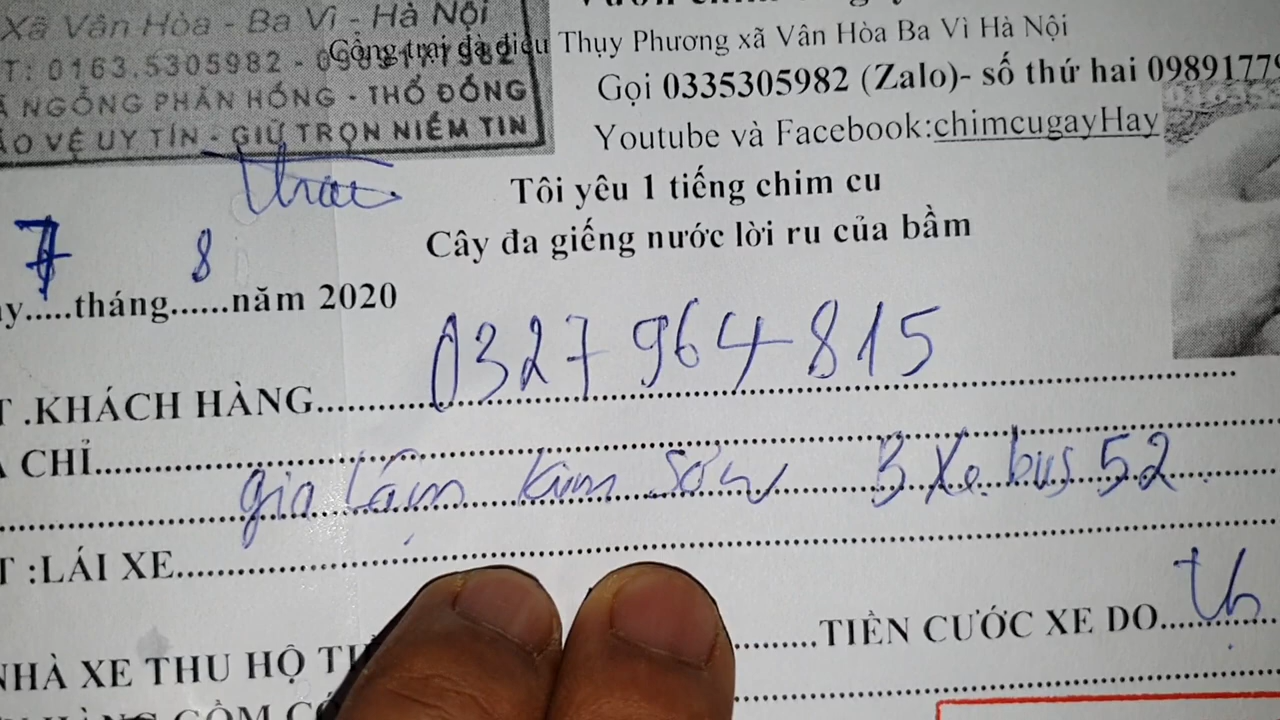 Xã Vân Hòa - Ba Vì - Hà Nội
T: 0163.5305982 -
NGỖNG PHẤN HỒNG - THỔ ĐỒNG
VỆ UY TÍN - GIỮ TRỌN NIỀM TIN
Cổng trại đà điểu Thụy Phương xã Vân Hòa Ba Vì Hà Nội
Gọi 0335305982 (Zalo)- số thứ hai 09891779
Youtube và Facebook:chimcugayHay
Tôi yêu 1 tiếng chim cu
Cây đa giếng nước lời ru của bầm
7 8
y.....tháng......năm 2020
0327 964 815
T .KHÁCH HÀNG
CHỈ
gia Lâm Kim Sơn B Xe bus 52
T :LÁI XE
TIỀN CƯỚC XE DO
NHÀ XE THU HỘ
GỒM